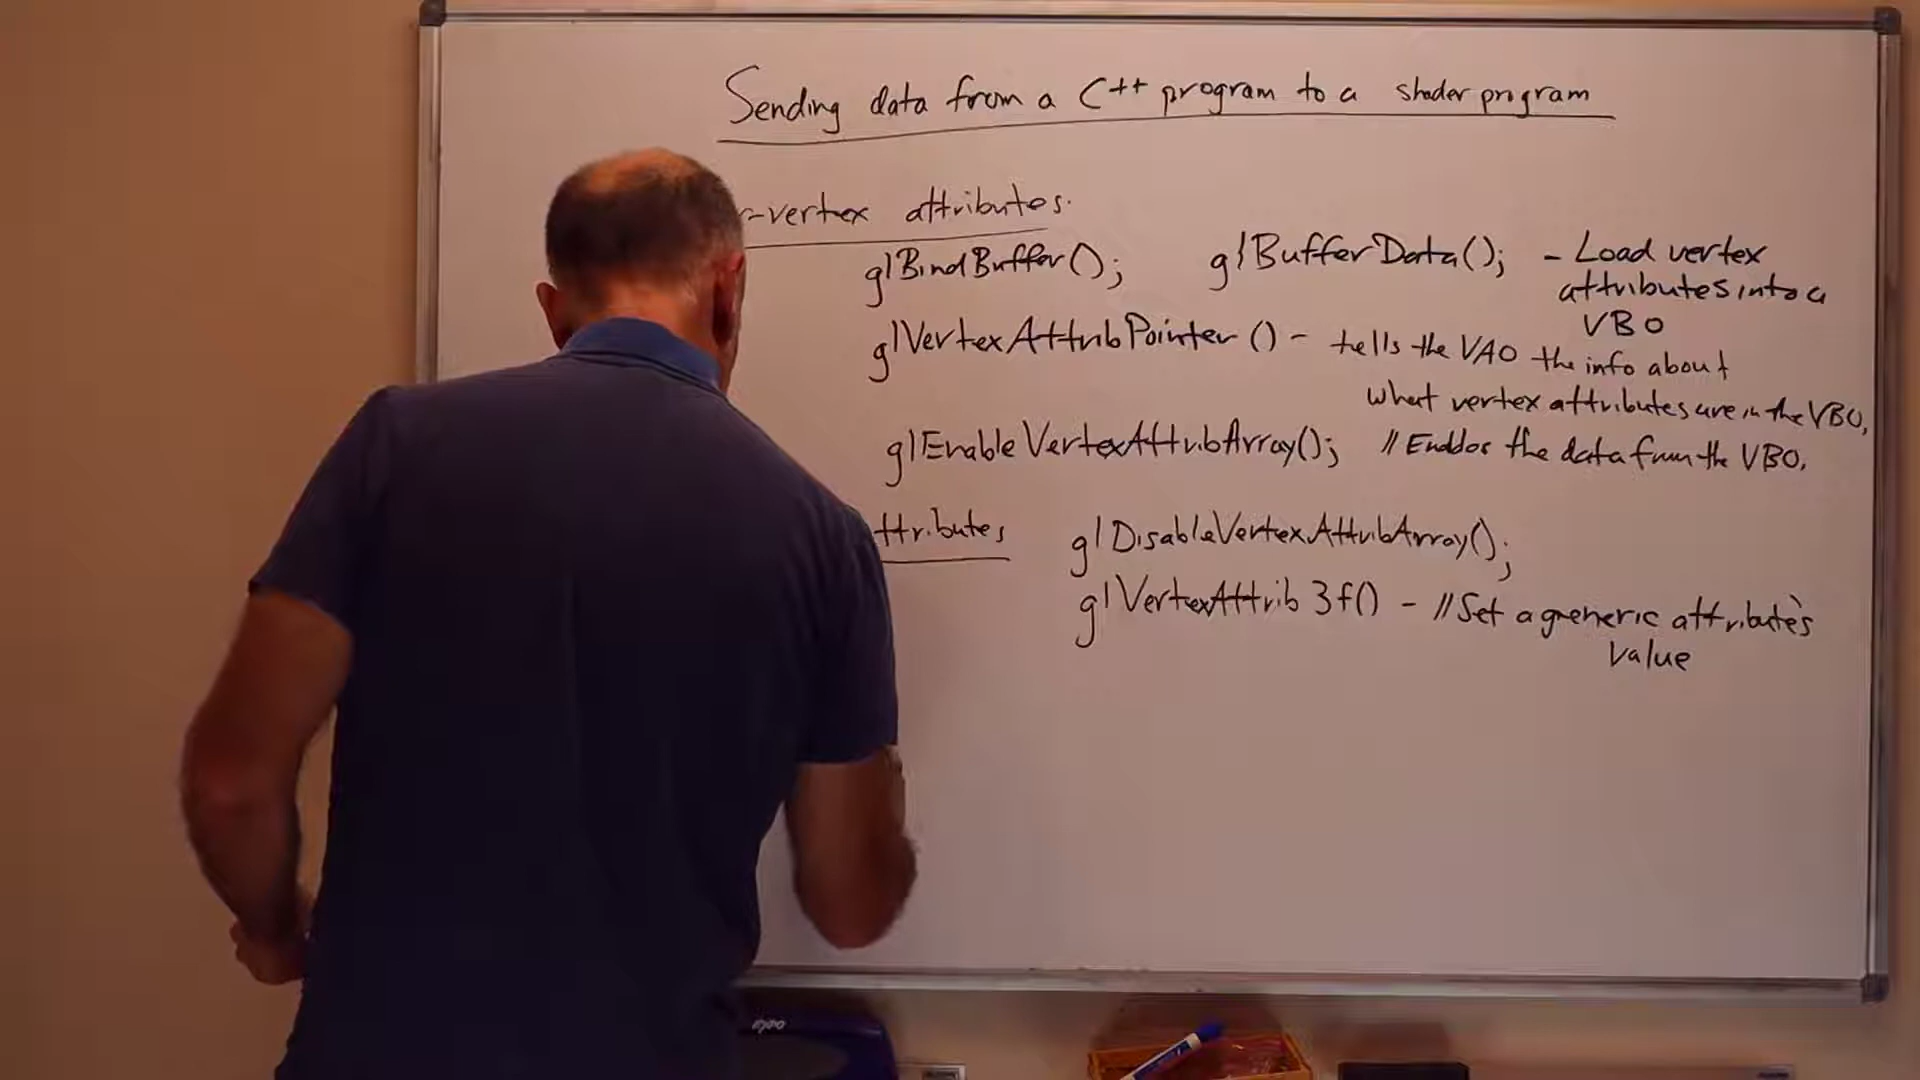 Sending data from a C++ program to a shader program
r-vertex attributes.
glBindBuffer(); glBufferData(); - Load vertex
attributes into a
VBO
glVertexAttribPointer () - tells the VAO the info about
what vertex attributes are in the VBO,
glEnableVertexAttribArray(); // the data from the VBO.
ttributes glDisableVertexAttribArray();
glVertexAttrib3f() - //Set a generic attribute's
value
expo